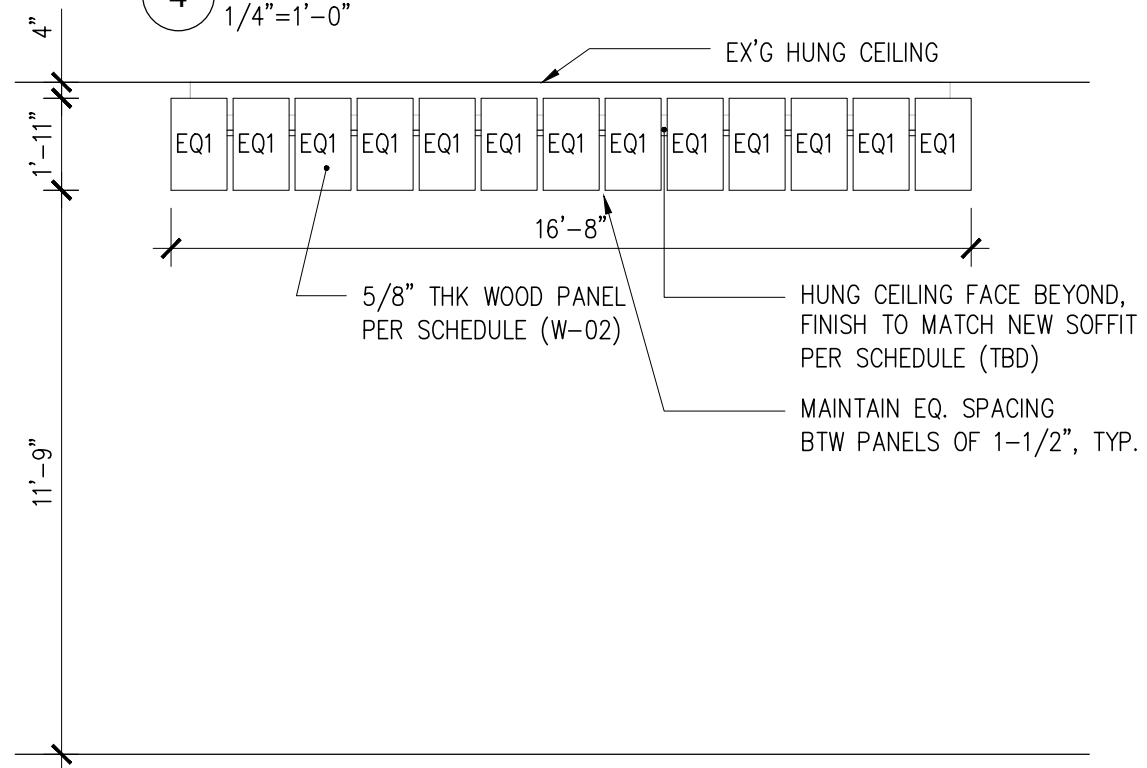 4
1/4"=1'-0"
4"
EX'G HUNG CEILING
1'-11"
EQ1 EQ1 EQ1 EQ1 EQ1 EQ1 EQ1 EQ1 EQ1 EQ1 EQ1 EQ1 EQ1
16'-8"
5/8" THK WOOD PANEL
PER SCHEDULE (W-02)
HUNG CEILING FACE BEYOND,
FINISH TO MATCH NEW SOFFIT
PER SCHEDULE (TBD)
MAINTAIN EQ. SPACING
BTW PANELS OF 1-1/2", TYP.
11'-9"